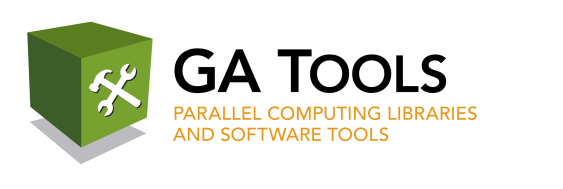 GA TOOLS
PARALLEL COMPUTING LIBRARIES
AND SOFTWARE TOOLS